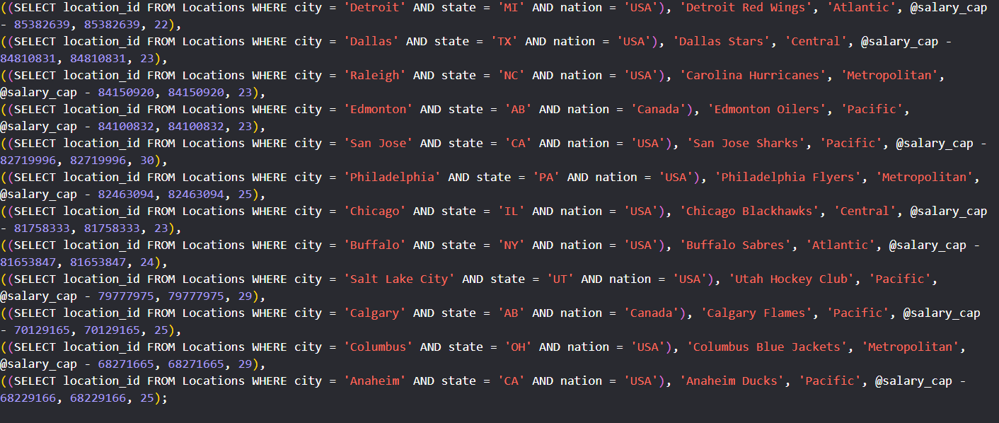 ((SELECT location_id FROM Locations WHERE city = 'Detroit' AND state = 'MI' AND nation = 'USA'), 'Detroit Red Wings', 'Atlantic', @salary_cap
- 85382639, 85382639, 22),
((SELECT location_id FROM Locations WHERE city = 'Dallas' AND state = 'TX' AND nation = 'USA'), 'Dallas Stars', 'Central', @salary_cap -
84810831, 84810831, 23),
((SELECT location_id FROM Locations WHERE city = 'Raleigh' AND state = 'NC' AND nation = 'USA'), 'Carolina Hurricanes', 'Metropolitan',
@salary_cap - 84150920, 84150920, 23),
((SELECT location_id FROM Locations WHERE city = 'Edmonton' AND state = 'AB' AND nation = 'Canada'), 'Edmonton Oilers', 'Pacific',
@salary_cap - 84100832, 84100832, 23),
((SELECT location_id FROM Locations WHERE city = 'San Jose' AND state = 'CA' AND nation = 'USA'), 'San Jose Sharks', 'Pacific', @salary_cap -
82719996, 82719996, 30),
((SELECT location_id FROM Locations WHERE city = 'Philadelphia' AND state = 'PA' AND nation = 'USA'), 'Philadelphia Flyers', 'Metropolitan',
@salary_cap - 82463094, 82463094, 25),
((SELECT location_id FROM Locations WHERE city = 'Chicago' AND state = 'IL' AND nation = 'USA'), 'Chicago Blackhawks', 'Central', @salary_cap
- 81758333, 81758333, 23),
((SELECT location_id FROM Locations WHERE city = 'Buffalo' AND state = 'NY' AND nation = 'USA'), 'Buffalo Sabres', 'Atlantic', @salary_cap -
81653847, 81653847, 24),
((SELECT location_id FROM Locations WHERE city = 'Salt Lake City' AND state = 'UT' AND nation = 'USA'), 'Utah Hockey Club', 'Pacific',
@salary_cap - 79777975, 79777975, 29),
((SELECT location_id FROM Locations WHERE city = 'Calgary' AND state = 'AB' AND nation = 'Canada'), 'Calgary Flames', 'Pacific', @salary_cap
- 70129165, 70129165, 25),
((SELECT location_id FROM Locations WHERE city = 'Columbus' AND state = 'OH' AND nation = 'USA'), 'Columbus Blue Jackets', 'Metropolitan',
@salary_cap - 68271665, 68271665, 29),
((SELECT location_id FROM Locations WHERE city = 'Anaheim' AND state = 'CA' AND nation = 'USA'), 'Anaheim Ducks', 'Pacific', @salary_cap -
68229166, 68229166, 25);